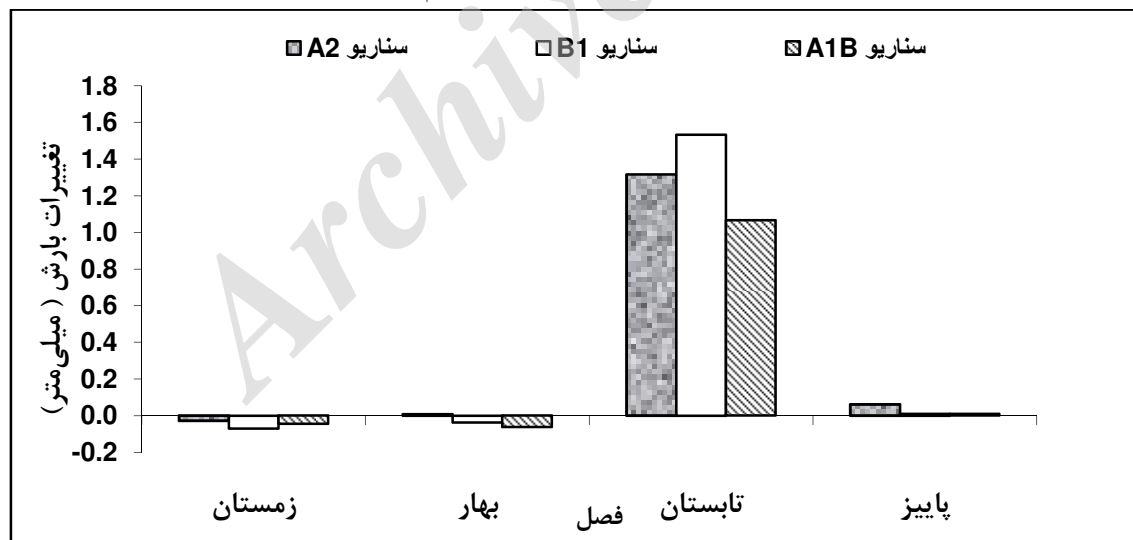 سناریو A2
سناریو B1
سناریو A1B
تغییرات بارش ( میلی‌متر)
1.8
1.6
1.4
1.2
1.0
0.8
0.6
0.4
0.2
0.0
-0.2
زمستان
بهار
تابستان
پاییز
فصل
Archive